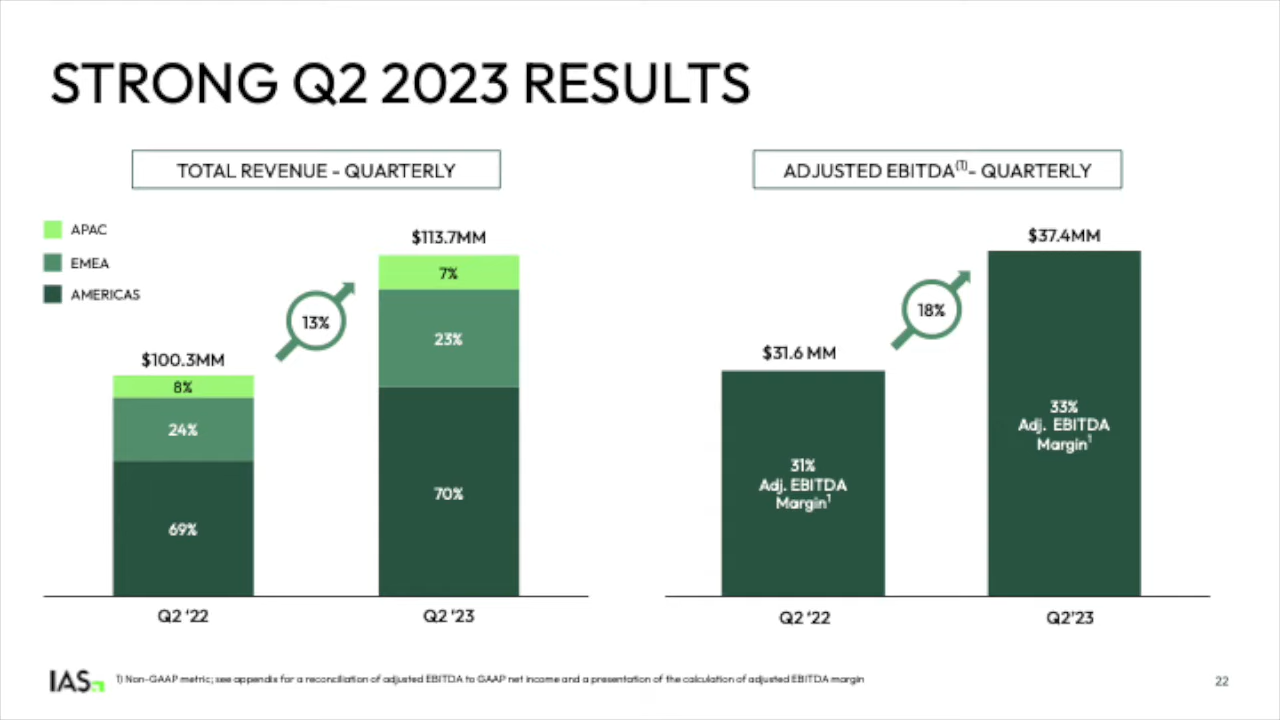 STRONG Q2 2023 RESULTS
TOTAL REVENUE - QUARTERLY
APAC
EMEA
AMERICAS
$100.3MM
8%
24%
69%
Q2 ‘22
13%
$113.7MM
7%
23%
70%
Q2 ‘23
ADJUSTED EBITDA(1)- QUARTERLY
$31.6 MM
31%
Adj. EBITDA
Margin1
Q2 ‘22
18%
$37.4MM
33%
Adj. EBITDA
Margin1
Q2’23
IAS
1) Non-GAAP metric; see appendix for a reconciliation of adjusted EBITDA to GAAP net income and a presentation of the calculation of adjusted EBITDA margin
22